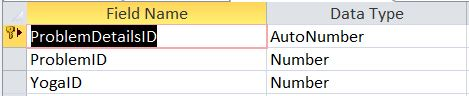 Field Name Data Type
ProblemDetailsID AutoNumber
ProblemID Number
YogaID Number